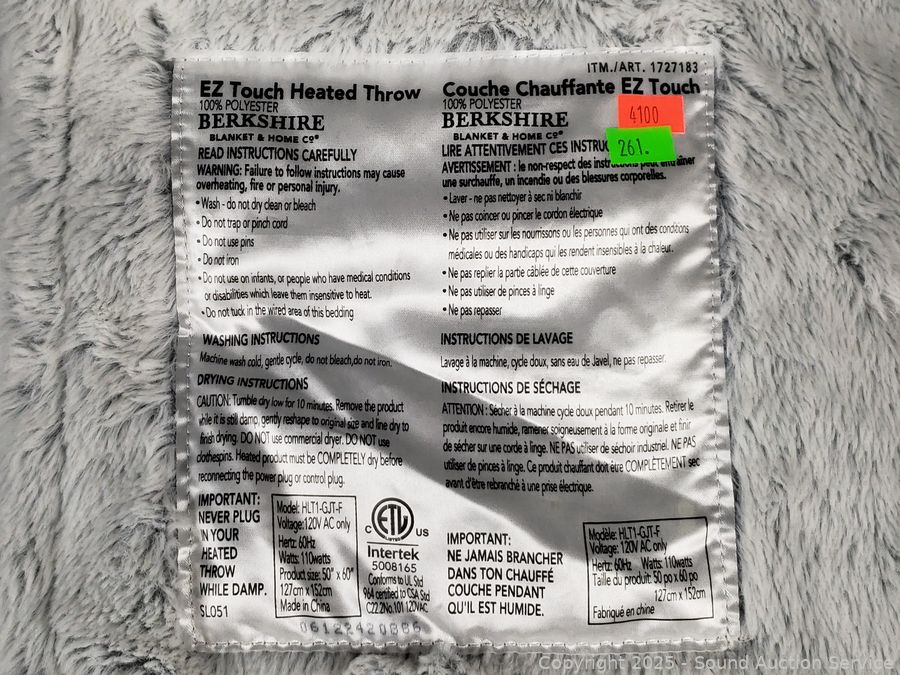 ITM./ART. 1727183
EZ Touch Heated Throw
100% POLYESTER
BERKSHIRE
BLANKET & HOME Cº®
READ INSTRUCTIONS CAREFULLY
WARNING: Failure to follow instructions may cause
overheating, fire or personal injury.
• Wash - do not dry clean or bleach
• Do not trap or pinch cord
• Do not use pins
• Do not iron
• Do not use on infants, or people who have medical conditions
or disabilities which leave them insensitive to heat.
• Do not tuck in the wired area of this bedding
WASHING INSTRUCTIONS
Machine wash cold, gentle cycle, do not bleach,do not iron.
DRYING INSTRUCTIONS
CAUTION: Tumble dry low for 10 minutes. Remove the product
while it is still damp, gently reshape to original size and line dry to
finish drying. DO NOT use commercial dryer. DO NOT use
clothespins. Heated product must be COMPLETELY dry before
reconnecting the power plug or control plug.
IMPORTANT:
NEVER PLUG
IN YOUR
HEATED
THROW
WHILE DAMP.
SL051
Model: HLT1-GJT-F
Voltage:120V AC only
Hertz: 60Hz
Watts: 110watts
Product size: 50" x 60"
127cm x 152cm
Made in China
C ETL US
LISTED
Intertek
5008165
Conforms to UL Std
964 certified to CSA Std
C22.2No.101 120VAC
06122420886
Couche Chauffante EZ Touch
100% POLYESTER
BERKSHIRE
BLANKET & HOME Cº®
4100
261.
LIRE ATTENTIVEMENT CES
AVERTISSEMENT : le non-respect des peut entraîner
une surchauffe, un incendie ou des blessures corporelles.
• Laver - ne pas nettoyer à sec ni blanchir
• Ne pas coincer ou pincer le cordon électrique
• Ne pas utiliser sur les nourrissons ou les personnes qui ont des conditions
médicales ou des handicaps qui les rendent insensibles à la chaleur.
• Ne pas replier la partie câblée de cette couverture
• Ne pas utiliser de pinces à linge
• Ne pas repasser
INSTRUCTIONS DE LAVAGE
Lavage à la machine, cycle doux, sans eau de Javel, ne pas repasser.
INSTRUCTIONS DE SÉCHAGE
ATTENTION : Sécher à la machine cycle doux pendant 10 minutes. Retirer le
produit encore humide, ramener soigneusement à la forme originale et finir
de sécher sur une corde à linge. NE PAS utiliser de séchoir industriel. NE PAS
utiliser de pinces à linge. Ce produit chauffant doit être COMPLÈTEMENT sec
avant d'être rebranché à une prise électrique.
IMPORTANT:
NE JAMAIS BRANCHER
DANS TON CHAUFFÉ
COUCHE PENDANT
QU'IL EST HUMIDE.
Modèle: HLT1-GJT-F
Voltage: 120V AC only
Hertz: 60Hz Watts: 110watts
Taille du produit: 50 po x 60 po
127cm x 152cm
Fabriqué en chine
Copyright 2025 - Sound Auction Service